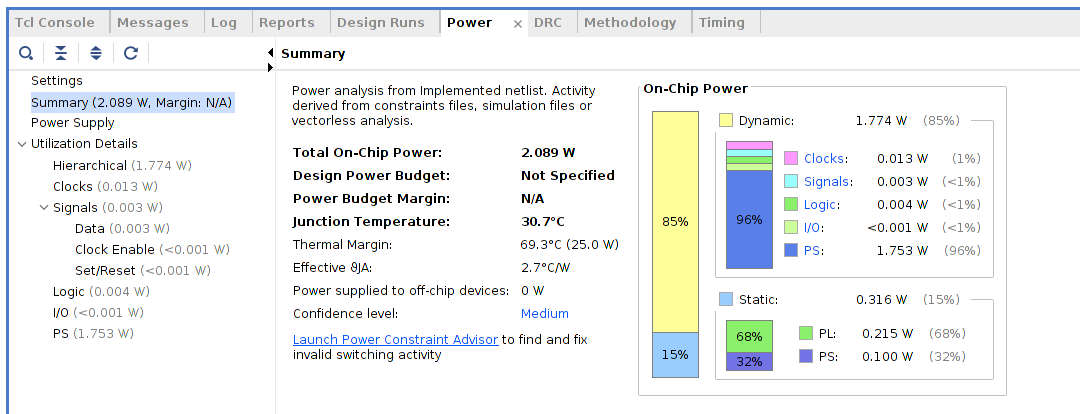 Tcl Console Messages Log Reports Design Runs Power × DRC Methodology Timing
Summary
Settings
Summary (2.089 W, Margin: N/A)
Power Supply
Utilization Details
Hierarchical (1.774 W)
Clocks (0.013 W)
Signals (0.003 W)
Data (0.003 W)
Clock Enable (<0.001 W)
Set/Reset (<0.001 W)
Logic (0.004 W)
I/O (<0.001 W)
PS (1.753 W)
Power analysis from Implemented netlist. Activity
derived from constraints files, simulation files or
vectorless analysis.
Total On-Chip Power: 2.089 W
Design Power Budget: Not Specified
Power Budget Margin: N/A
Junction Temperature: 30.7°C
Thermal Margin: 69.3°C (25.0 W)
Effective ϑJA: 2.7°C/W
Power supplied to off-chip devices: 0 W
Confidence level: Medium
Launch Power Constraint Advisor to find and fix
invalid switching activity
On-Chip Power
85%
15%
Dynamic: 1.774 W (85%)
96%
Clocks: 0.013 W (1%)
Signals: 0.003 W (<1%)
Logic: 0.004 W (<1%)
I/O: <0.001 W (<1%)
PS: 1.753 W (96%)
Static: 0.316 W (15%)
68%
32%
PL: 0.215 W (68%)
PS: 0.100 W (32%)